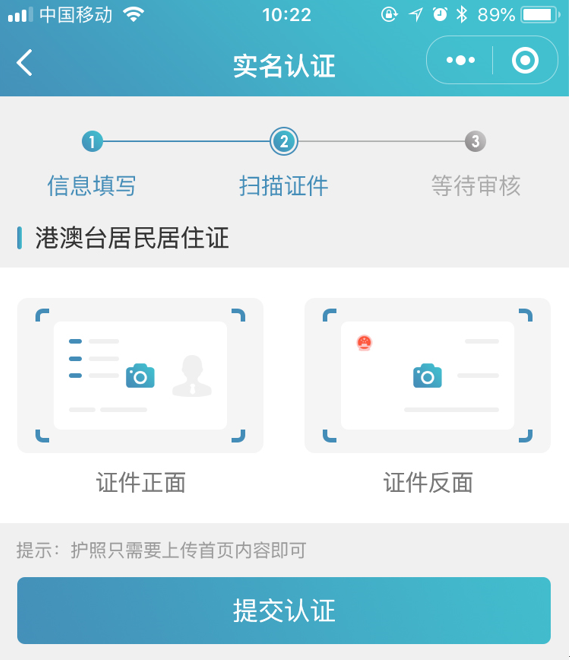 中国移动 10:22 89%
实名认证
1 2 3
信息填写 扫描证件 等待审核
港澳台居民居住证
证件正面 证件反面
提示：护照只需要上传首页内容即可
提交认证